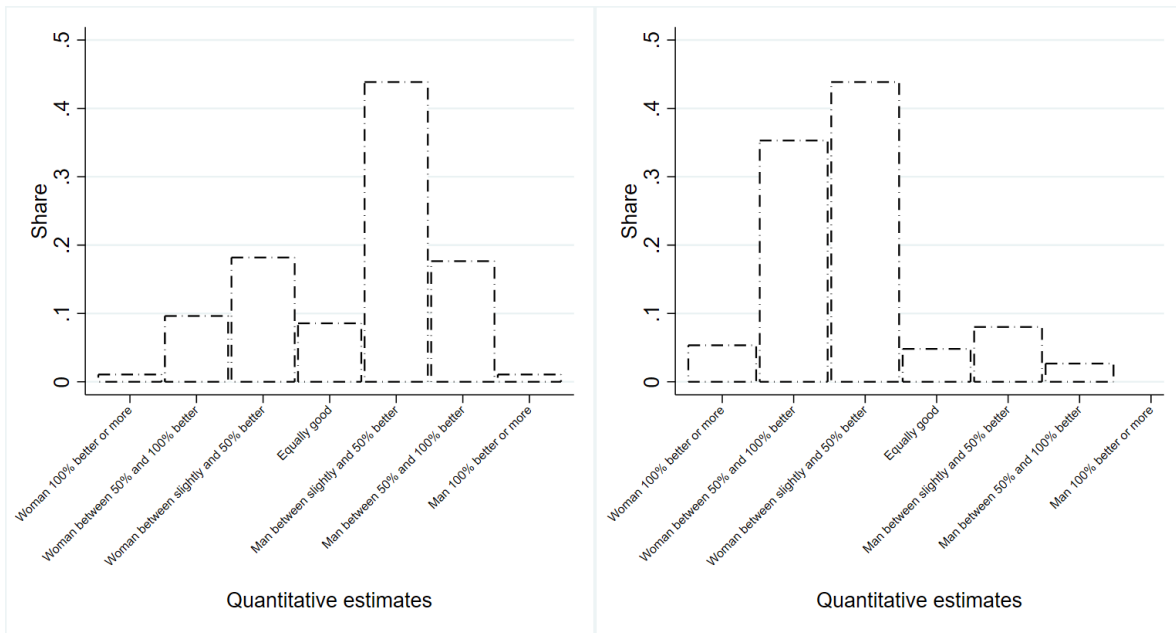 .5
.4
.3
.2
.1
0
Share
Woman 100% better or more
Woman between 50% and 100% better
Woman between slightly and 50% better
Equally good
Man between slightly and 50% better
Man between 50% and 100% better
Man 100% better or more
Quantitative estimates
.5
.4
.3
.2
.1
0
Share
Woman 100% better or more
Woman between 50% and 100% better
Woman between slightly and 50% better
Equally good
Man between slightly and 50% better
Man between 50% and 100% better
Man 100% better or more
Quantitative estimates